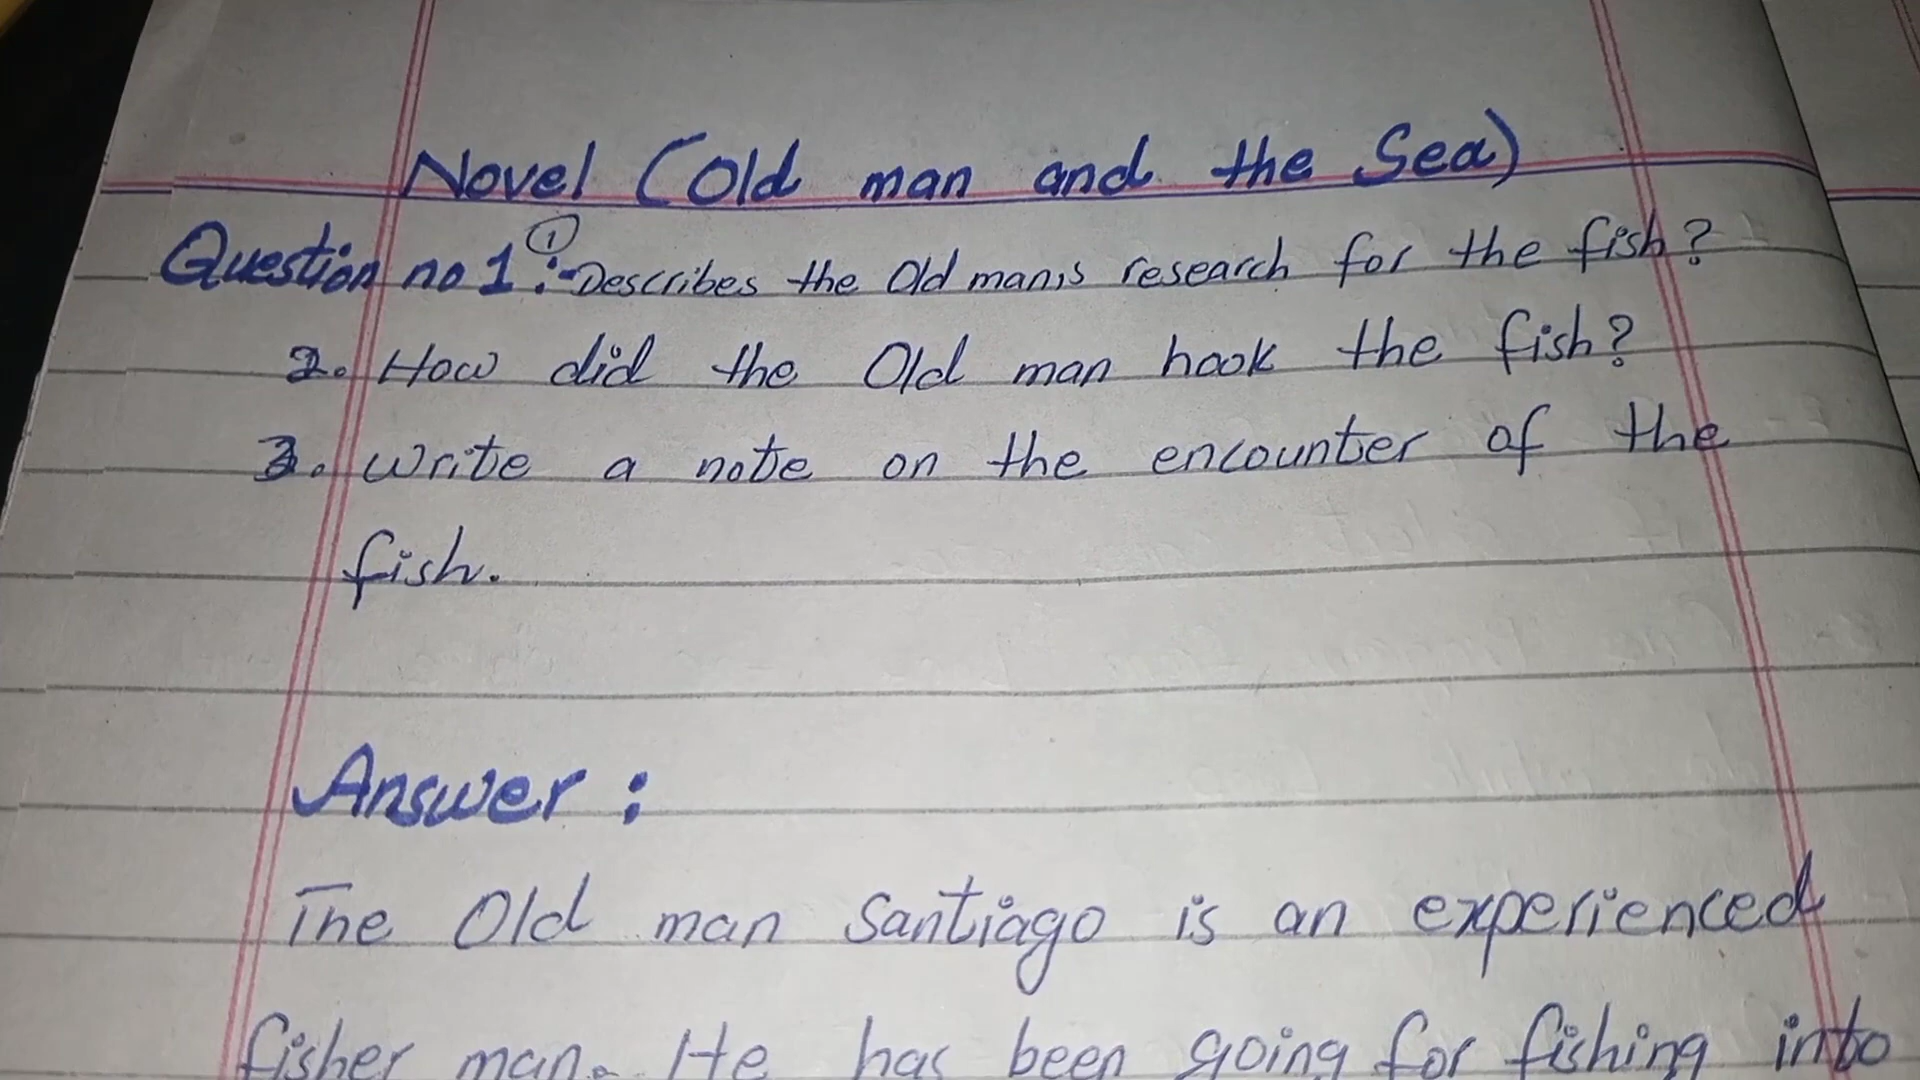 Novel (Old man and the Sea)
Question no 1 ① :- Describes the Old man,s research for the fish?
2. How did the Old man hook the fish?
3. Write a note on the encounter of the
fish.
Answer :
The Old man Santiago is an experienced
fisher man. He has been going for fishing into